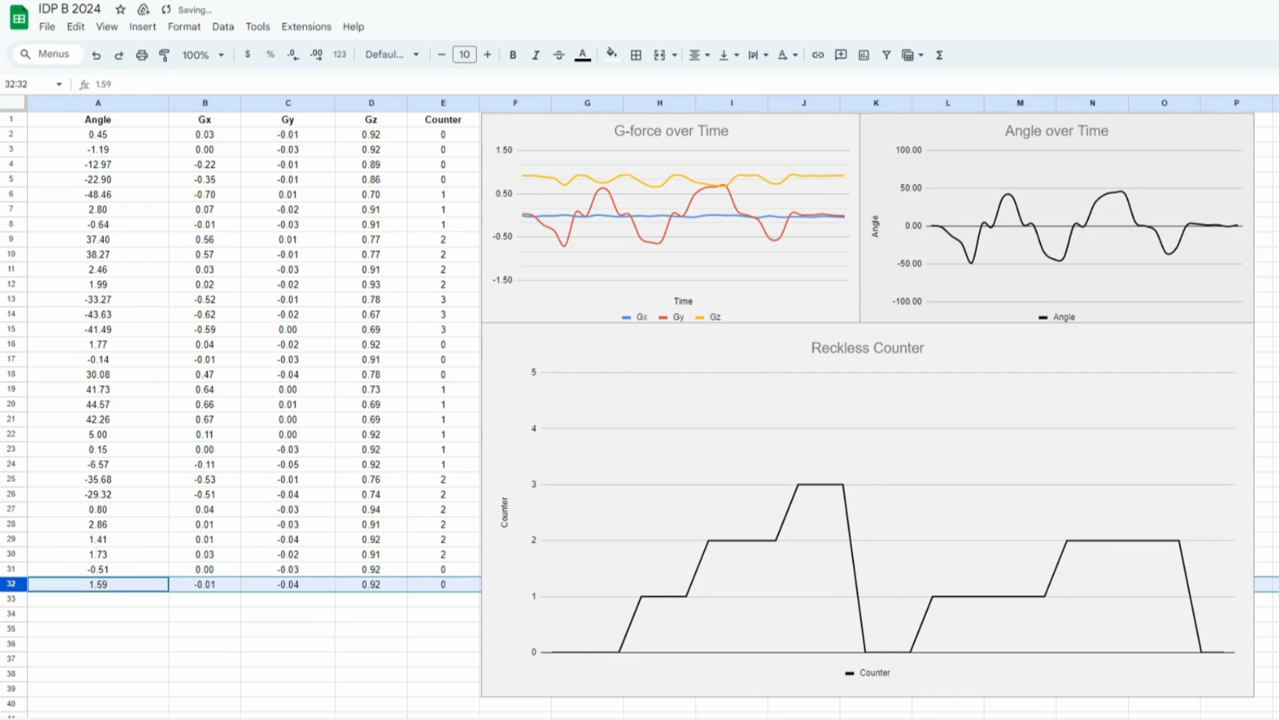 IDP B 2024 Saving...
File Edit View Insert Format Data Tools Extensions Help
Menus 100% $ % .0 .00 123 Defaul... − 10 + B I A Σ
32:32 fx 1.59
A B C D E F G H I J K L M N O P
1 Angle Gx Gy Gz Counter
2 0.45 0.03 -0.01 0.92 0
3 -1.19 0.00 -0.03 0.92 0
4 -12.97 -0.22 -0.01 0.89 0
5 -22.90 -0.35 -0.01 0.86 0
6 -48.46 -0.70 0.01 0.70 1
7 2.80 0.07 -0.02 0.91 1
8 -0.64 -0.01 -0.03 0.91 1
9 37.40 0.56 0.01 0.77 2
10 38.27 0.57 -0.01 0.77 2
11 2.46 0.03 -0.03 0.91 2
12 1.99 0.02 -0.02 0.93 2
13 -33.27 -0.52 -0.01 0.78 3
14 -43.63 -0.62 -0.02 0.67 3
15 -41.49 -0.59 0.00 0.69 3
16 1.77 0.04 -0.02 0.92 0
17 -0.14 -0.01 -0.03 0.91 0
18 30.08 0.47 -0.04 0.78 0
19 41.73 0.64 0.00 0.73 1
20 44.57 0.66 0.01 0.69 1
21 42.26 0.67 0.00 0.69 1
22 5.00 0.11 0.00 0.92 1
23 0.15 0.00 -0.03 0.92 1
24 -6.57 -0.11 -0.05 0.92 1
25 -35.68 -0.53 -0.01 0.76 2
26 -29.32 -0.51 -0.04 0.74 2
27 0.80 0.04 -0.03 0.94 2
28 2.86 0.01 -0.03 0.91 2
29 1.41 0.01 -0.04 0.92 2
30 1.73 0.03 -0.02 0.91 2
31 -0.51 0.00 -0.03 0.92 0
32 1.59 -0.01 -0.04 0.92 0
33
34
35
36
37
38
39
40
G-force over Time
1.50
0.50
-0.50
-1.50
Time
Gx Gy Gz
Angle over Time
100.00
50.00
0.00
-50.00
-100.00
Angle
Angle
Reckless Counter
5
4
3
2
1
0
Counter
Counter